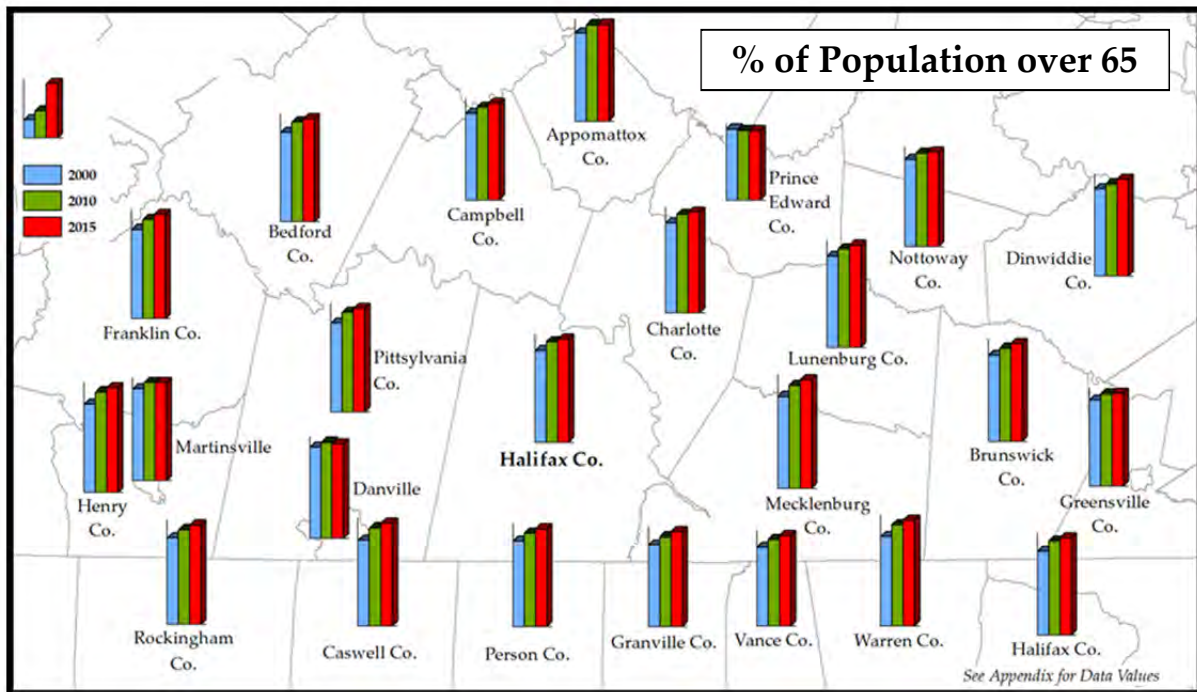 % of Population over 65
2000
2010
2015
Appomattox
Co.
Prince
Edward
Co.
Campbell
Co.
Bedford
Co.
Nottoway
Co.
Dinwiddie
Co.
Franklin Co.
Charlotte
Co.
Lunenburg Co.
Pittsylvania
Co.
Martinsville
Halifax Co.
Brunswick
Co.
Danville
Henry
Co.
Mecklenburg
Co.
Greensville
Co.
Rockingham
Co.
Caswell Co.
Person Co.
Granville Co.
Vance Co.
Warren Co.
Halifax Co.
See Appendix for Data Values